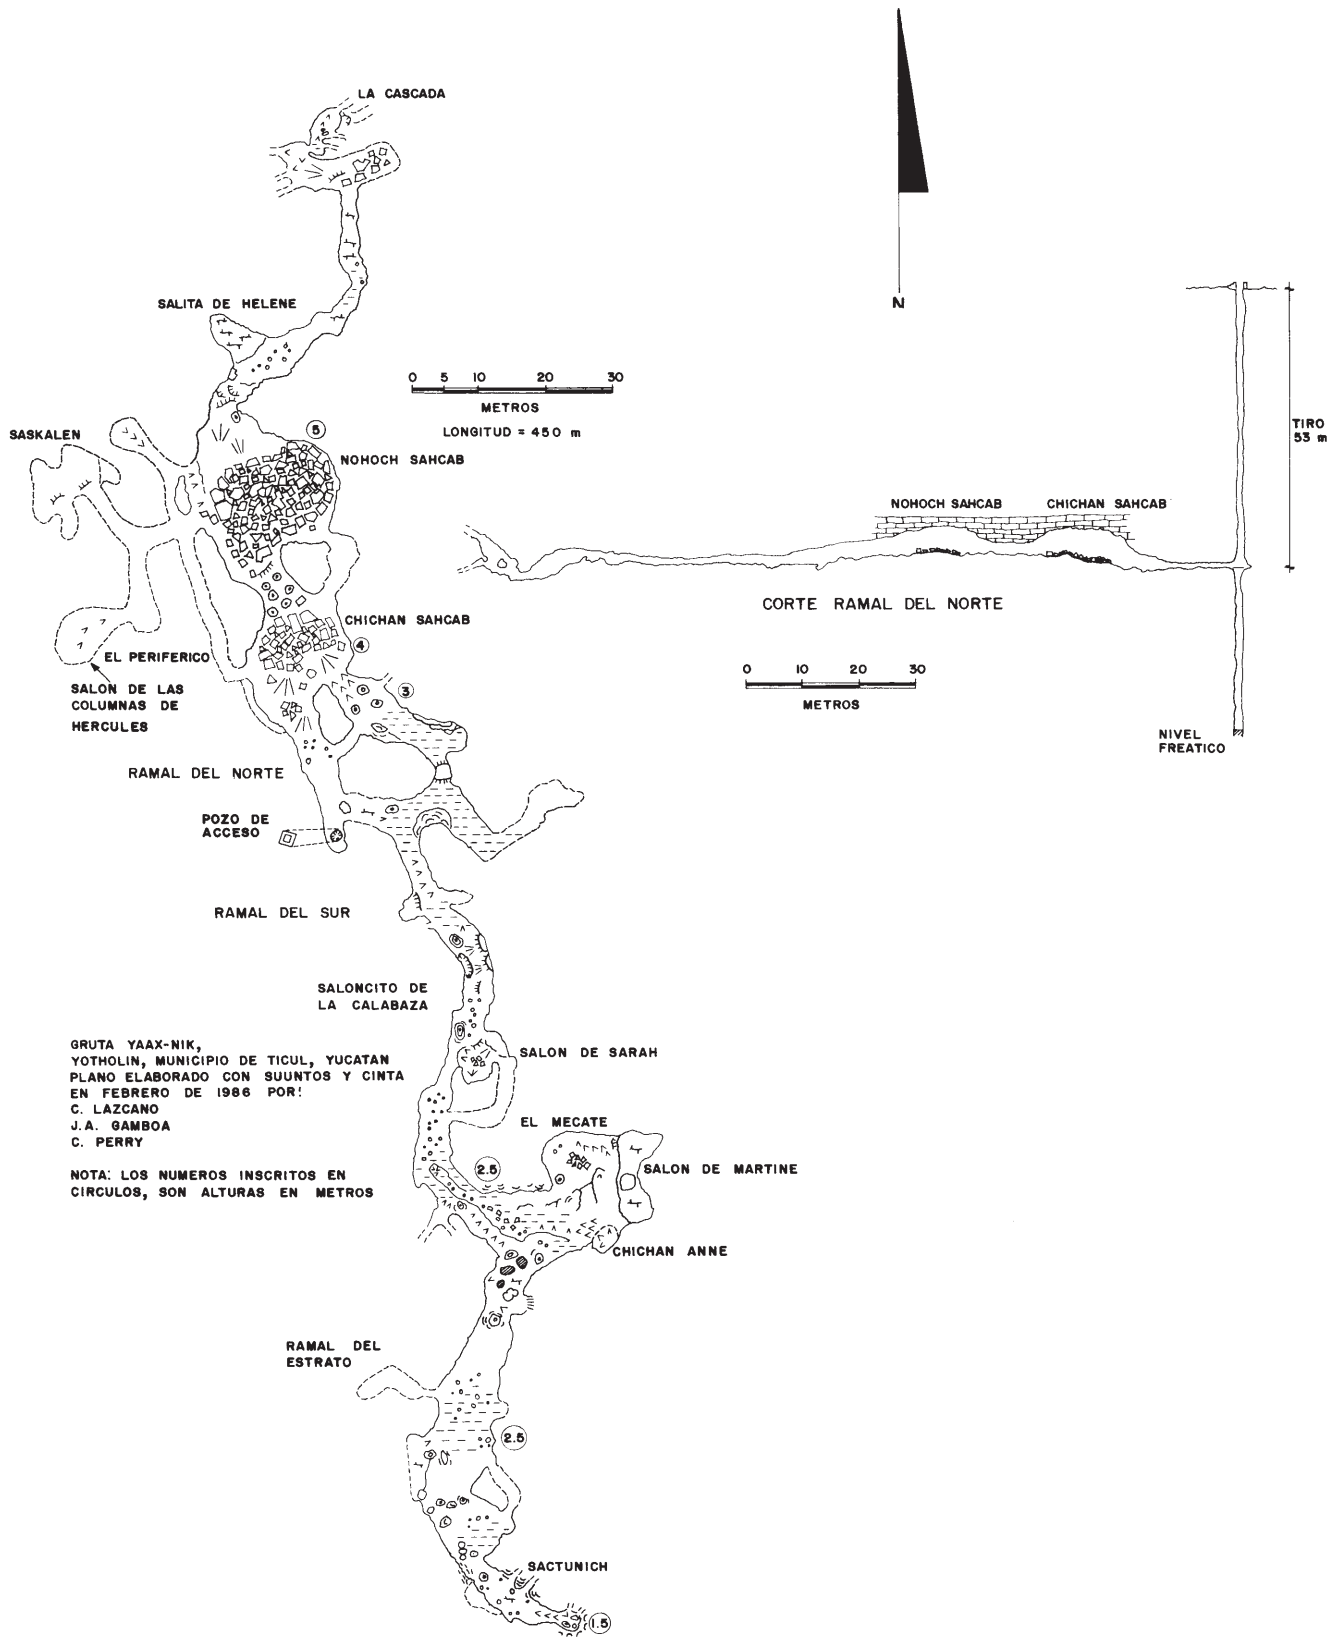 LA CASCADA
N
SALITA DE HELENE
0 5 10 20 30
METROS
LONGITUD = 450 m
SASKALEN
5
NOHOCH SAHCAB
TIRO
53 m
NOHOCH SAHCAB
CHICHAN SAHCAB
CORTE RAMAL DEL NORTE
CHICHAN SAHCAB
4
EL PERIFERICO
SALON DE LAS
COLUMNAS DE
HERCULES
3
0 10 20 30
METROS
NIVEL
FREATICO
RAMAL DEL NORTE
POZO DE
ACCESO
RAMAL DEL SUR
SALONCITO DE
LA CALABAZA
GRUTA YAAX-NIK,
YOTHOLIN, MUNICIPIO DE TICUL, YUCATAN
PLANO ELABORADO CON SUUNTOS Y CINTA
EN FEBRERO DE 1986 POR:
C. LAZCANO
J.A. GAMBOA
C. PERRY
NOTA: LOS NUMEROS INSCRITOS EN
CIRCULOS, SON ALTURAS EN METROS
SALON DE SARAH
EL MECATE
2.5
SALON DE MARTINE
CHICHAN ANNE
RAMAL DEL
ESTRATO
2.5
SACTUNICH
1.5